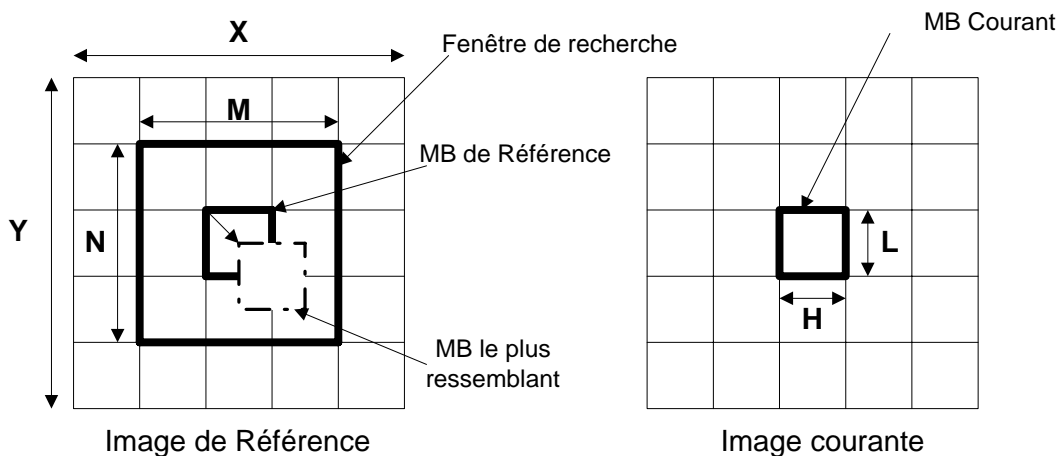 X
Fenêtre de recherche
MB Courant
M
MB de Référence
Y
N
L
H
MB le plus
ressemblant
Image de Référence
Image courante